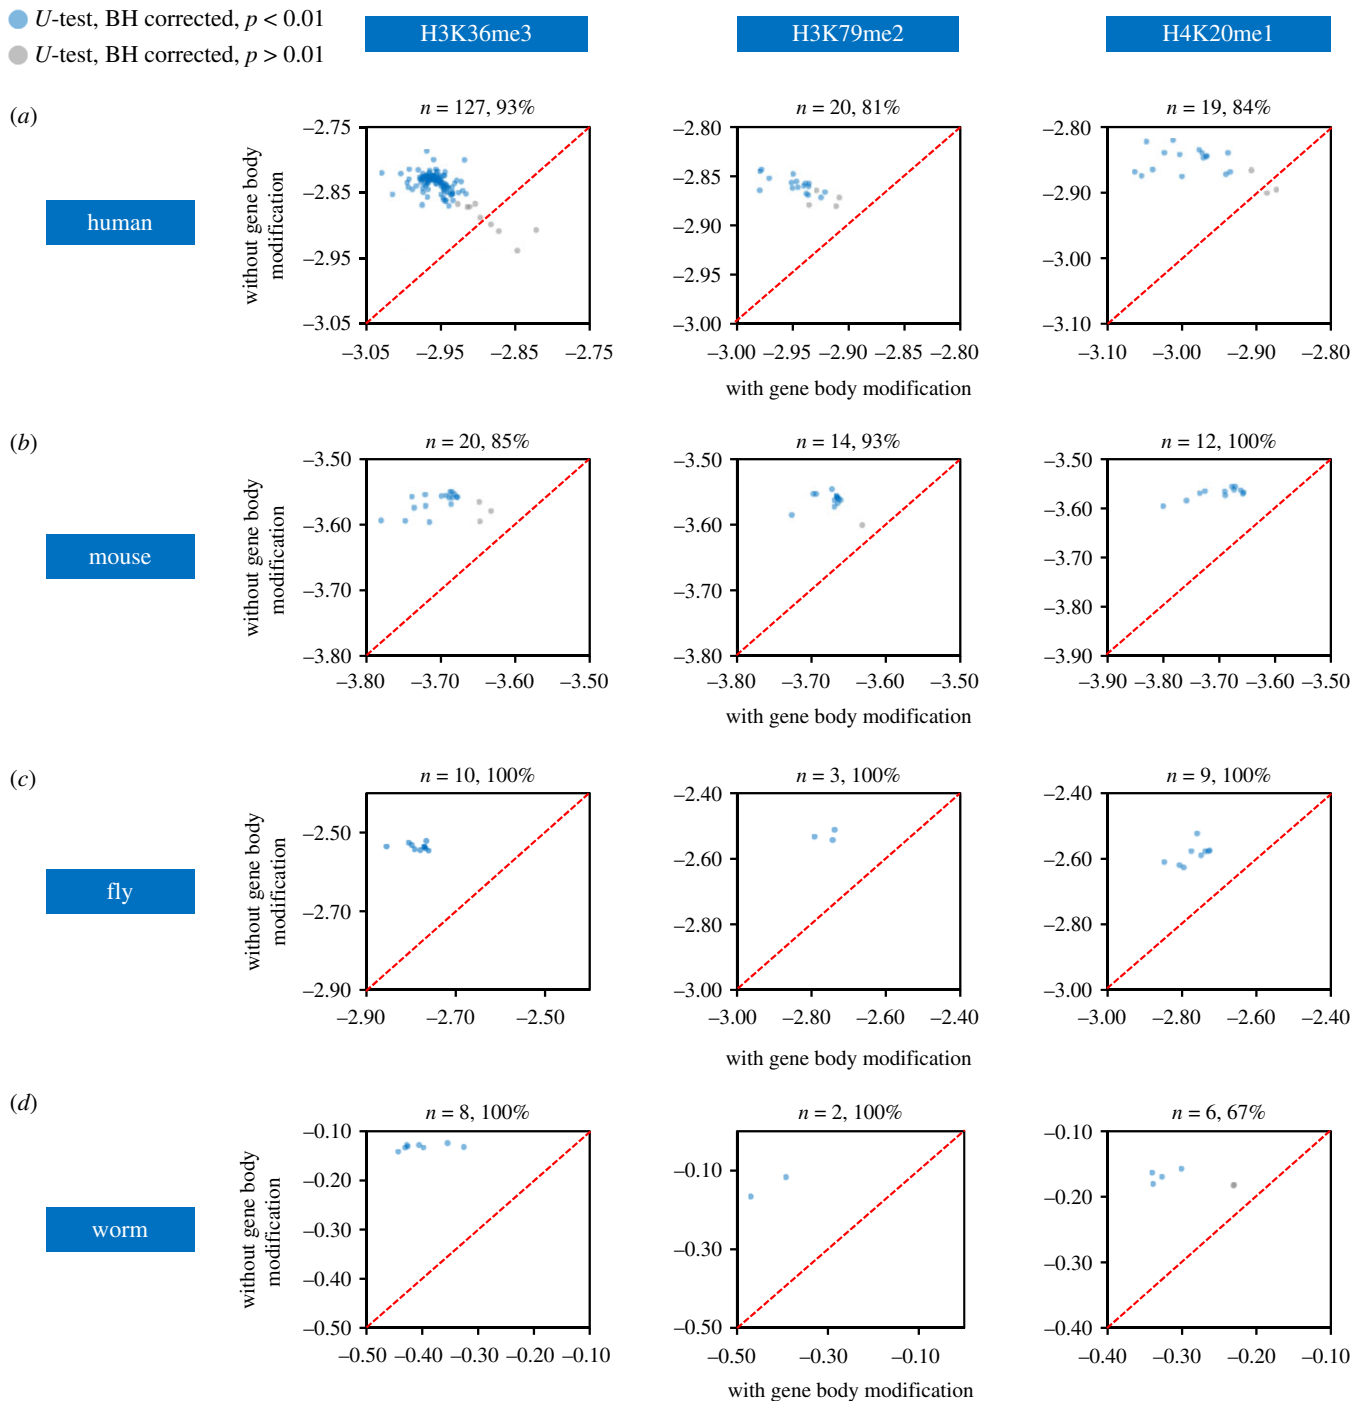 U-test, BH corrected, p < 0.01
U-test, BH corrected, p > 0.01
H3K36me3
H3K79me2
H4K20me1
(a)
human
without gene body
modification
n = 127, 93%
–2.75
–2.85
–2.95
–3.05
–3.05 –2.95 –2.85 –2.75
n = 20, 81%
–2.80
–2.85
–2.90
–2.95
–3.00
–3.00 –2.95 –2.90 –2.85 –2.80
with gene body modification
n = 19, 84%
–2.80
–2.90
–3.00
–3.10
–3.10 –3.00 –2.90 –2.80
(b)
mouse
without gene body
modification
n = 20, 85%
–3.50
–3.60
–3.70
–3.80
–3.80 –3.70 –3.60 –3.50
n = 14, 93%
–3.50
–3.60
–3.70
–3.80
–3.80 –3.70 –3.60 –3.50
with gene body modification
n = 12, 100%
–3.50
–3.60
–3.70
–3.80
–3.90
–3.90 –3.80 –3.70 –3.60 –3.50
(c)
fly
without gene body
modification
n = 10, 100%
–2.50
–2.70
–2.90
–2.90 –2.70 –2.50
n = 3, 100%
–2.40
–2.60
–2.80
–3.00
–3.00 –2.80 –2.60 –2.40
with gene body modification
n = 9, 100%
–2.40
–2.60
–2.80
–3.00
–3.00 –2.80 –2.60 –2.40
(d)
worm
without gene body
modification
n = 8, 100%
–0.10
–0.20
–0.30
–0.40
–0.50
–0.50 –0.40 –0.30 –0.20 –0.10
n = 2, 100%
–0.10
–0.30
–0.50
–0.50 –0.30 –0.10
with gene body modification
n = 6, 67%
–0.10
–0.20
–0.30
–0.40
–0.40 –0.30 –0.20 –0.10